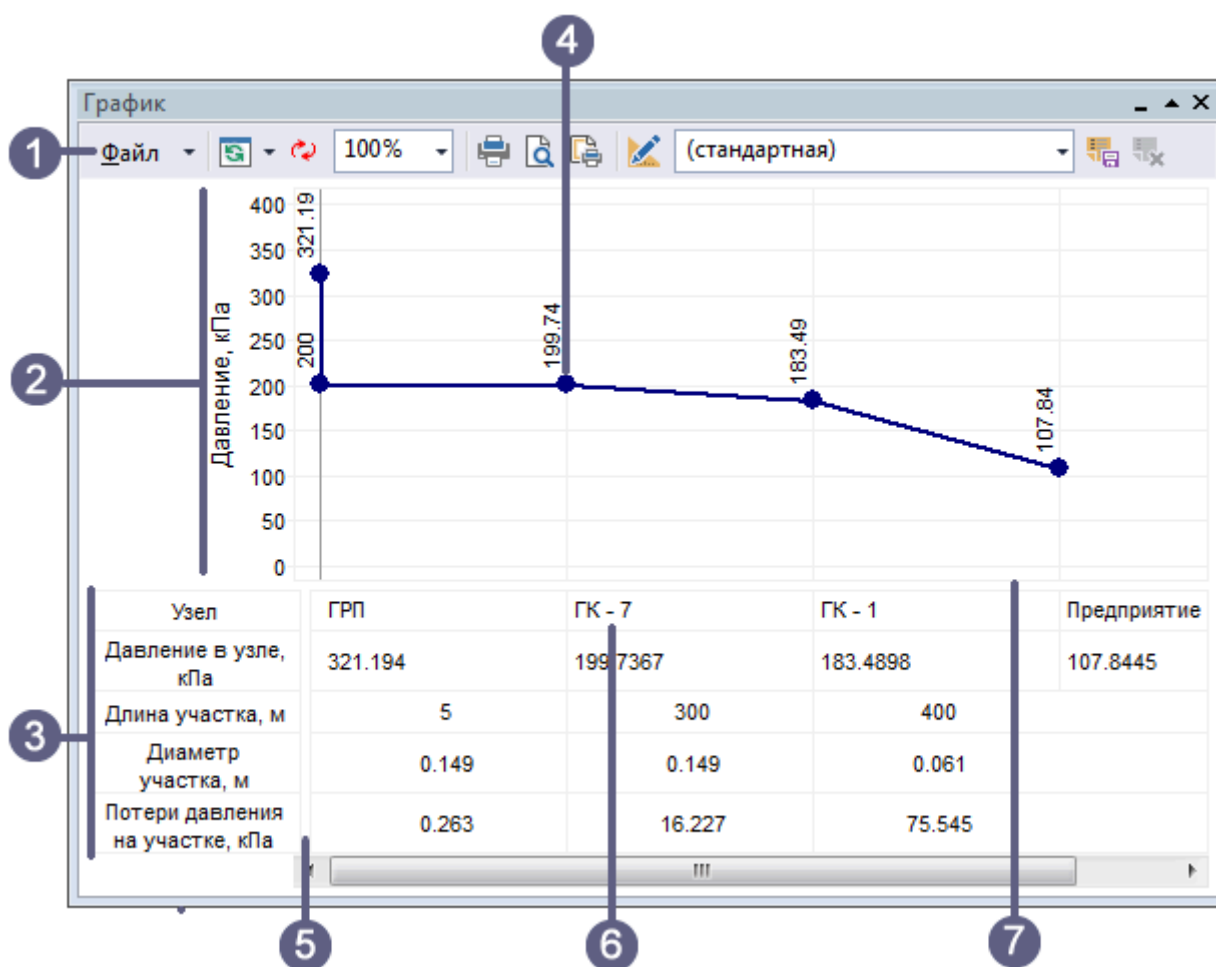 4
График
1
Файл
100%
(стандартная)
2
Давление, кПа
400
350
300
250
200
150
100
50
0
321.19
200
199.74
183.49
107.84
3
Узел
ГРП
ГК - 7
ГК - 1
Предприятие
Давление в узле,
кПа
321.194
199.7367
183.4898
107.8445
Длина участка, м
5
300
400
Диаметр
участка, м
0.149
0.149
0.061
Потери давления
на участке, кПа
0.263
16.227
75.545
5
6
7